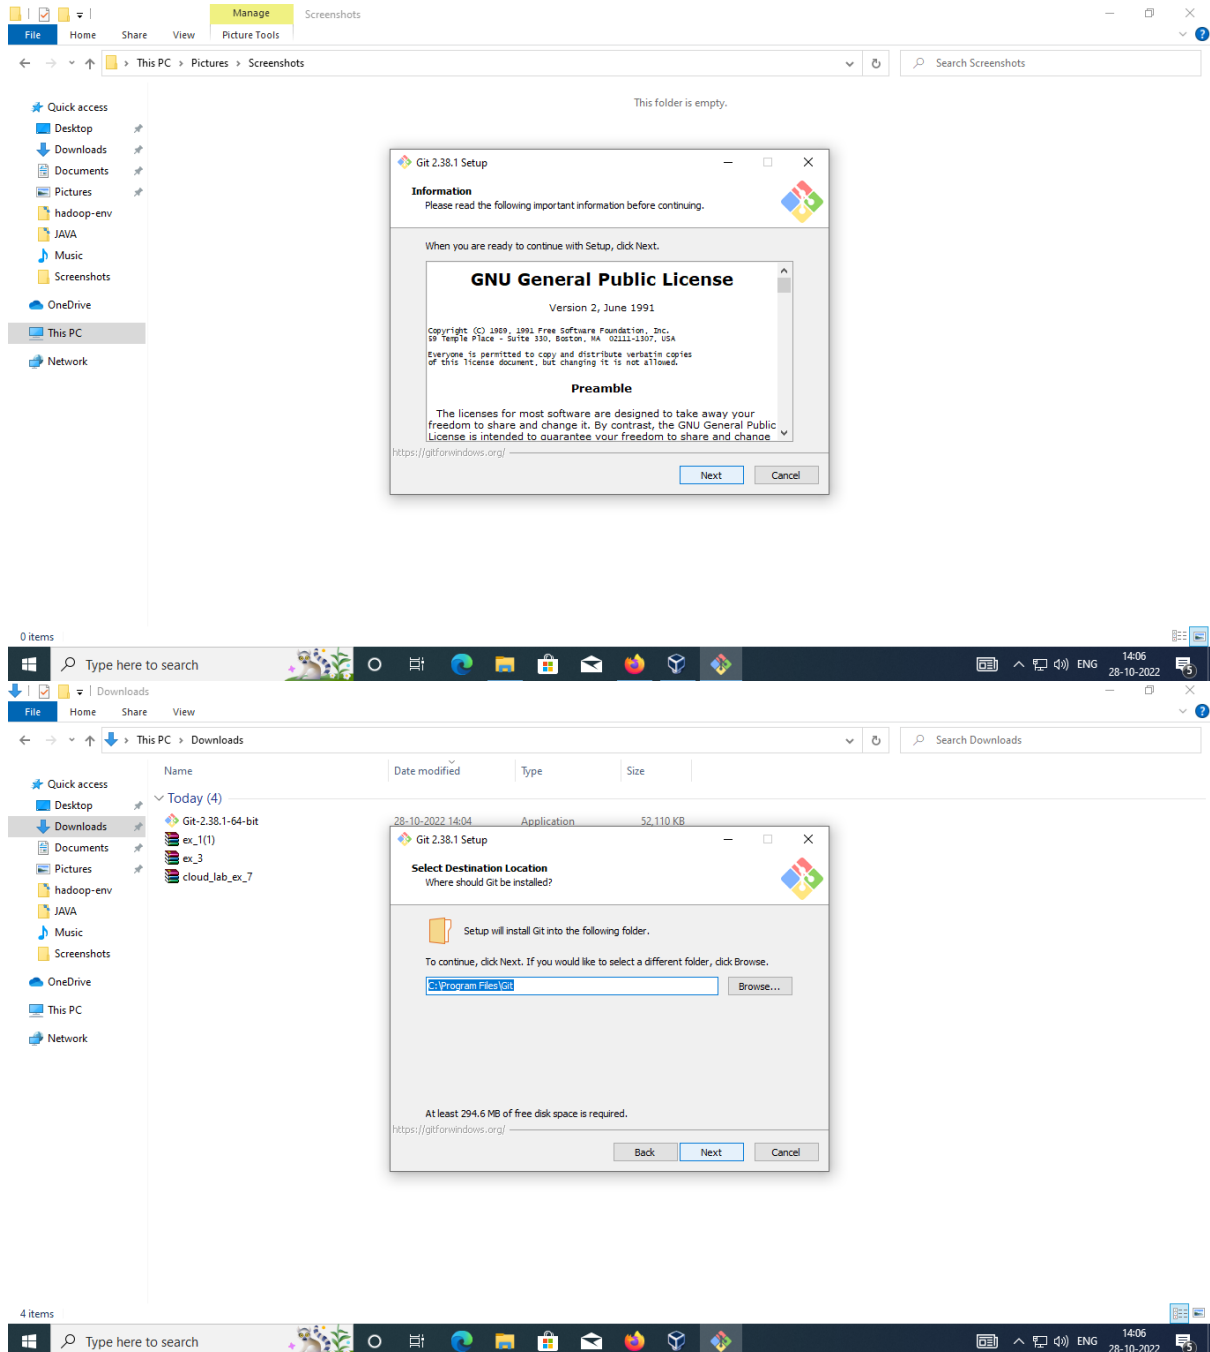 Manage
Screenshots
File
Home
Share
View
Picture Tools
This PC > Pictures > Screenshots
Search Screenshots
Quick access
Desktop
Downloads
Documents
Pictures
hadoop-env
JAVA
Music
Screenshots
OneDrive
This PC
Network
This folder is empty.
Git 2.38.1 Setup
Information
Please read the following important information before continuing.
When you are ready to continue with Setup, click Next.
GNU General Public License
Version 2, June 1991
Copyright (C) 1989, 1991 Free Software Foundation, Inc.
59 Temple Place - Suite 330, Boston, MA 02111-1307, USA
Everyone is permitted to copy and distribute verbatim copies
of this license document, but changing it is not allowed.
Preamble
The licenses for most software are designed to take away your
freedom to share and change it. By contrast, the GNU General Public
License is intended to guarantee your freedom to share and change
https://gitforwindows.org/
Next
Cancel
0 items
Type here to search
ENG
14:06
28-10-2022
5
Downloads
File
Home
Share
View
This PC > Downloads
Search Downloads
Quick access
Desktop
Downloads
Documents
Pictures
hadoop-env
JAVA
Music
Screenshots
OneDrive
This PC
Network
Name
Date modified
Type
Size
Today (4)
Git-2.38.1-64-bit
28-10-2022 14:04
Application
52,110 KB
ex_1(1)
ex_3
cloud_lab_ex_7
Git 2.38.1 Setup
Select Destination Location
Where should Git be installed?
Setup will install Git into the following folder.
To continue, click Next. If you would like to select a different folder, click Browse.
C:\Program Files\Git
Browse...
At least 294.6 MB of free disk space is required.
https://gitforwindows.org/
Back
Next
Cancel
4 items
Type here to search
ENG
14:06
28-10-2022
5